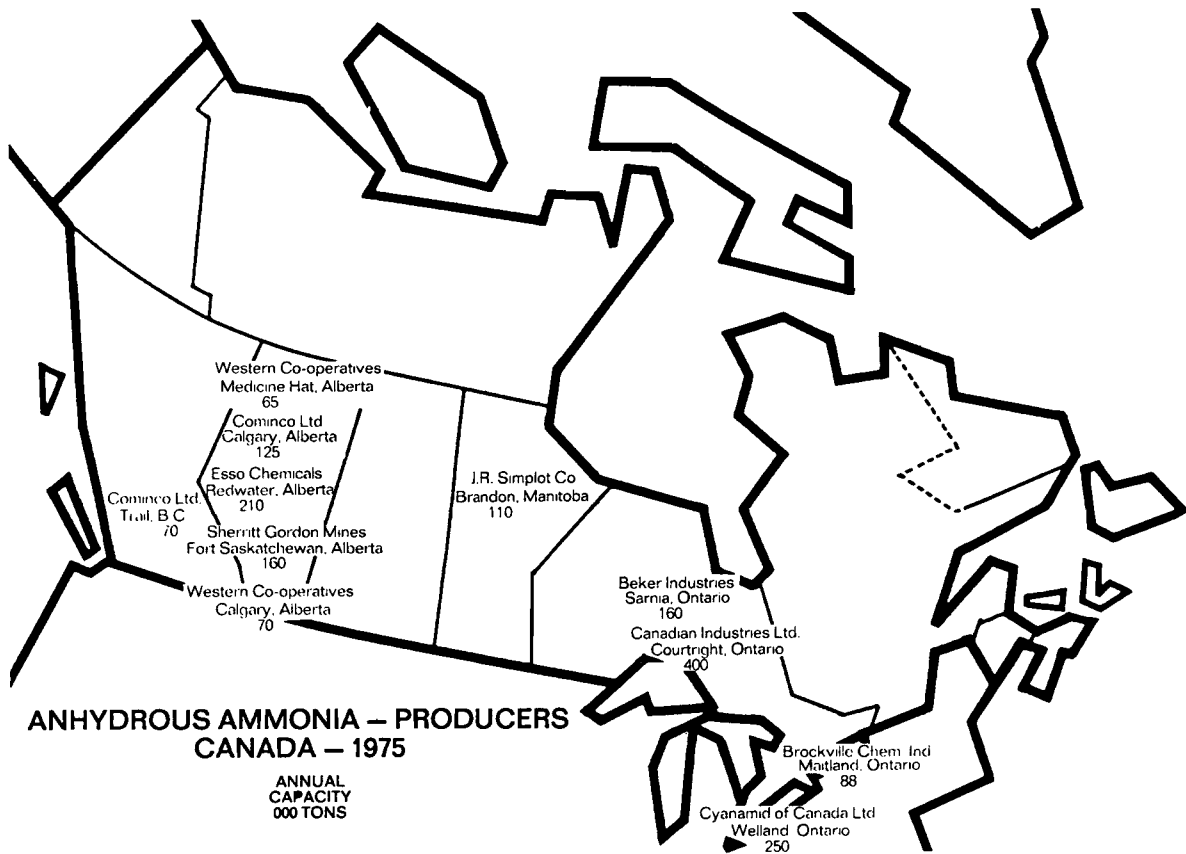 Western Co-operatives
Medicine Hat, Alberta
65
Cominco Ltd
Calgary, Alberta
125
Esso Chemicals
Redwater, Alberta
210
Cominco Ltd.
Trail, B C
70
Sherritt Gordon Mines
Fort Saskatchewan, Alberta
160
Western Co-operatives
Calgary, Alberta
70
J.R. Simplot Co
Brandon, Manitoba
110
Beker Industries
Sarnia, Ontario
160
Canadian Industries Ltd.
Courtright, Ontario
400
Brockville Chem. Ind
Maitland, Ontario
88
Cyanamid of Canada Ltd
Welland Ontario
250
ANHYDROUS AMMONIA – PRODUCERS
CANADA – 1975
ANNUAL
CAPACITY
000 TONS